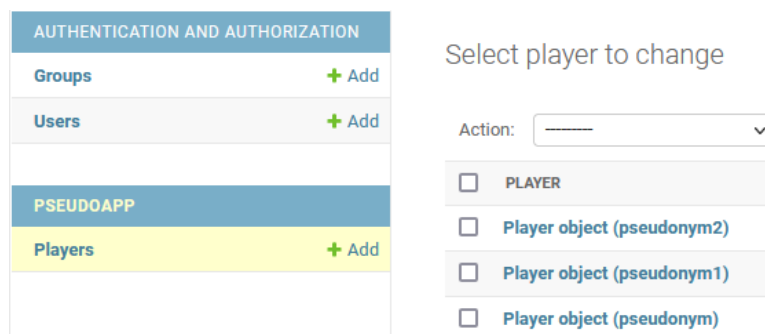 AUTHENTICATION AND AUTHORIZATION
Groups + Add
Users + Add
PSEUDOAPP
Players + Add
Select player to change
Action: ---------
PLAYER
Player object (pseudonym2)
Player object (pseudonym1)
Player object (pseudonym)